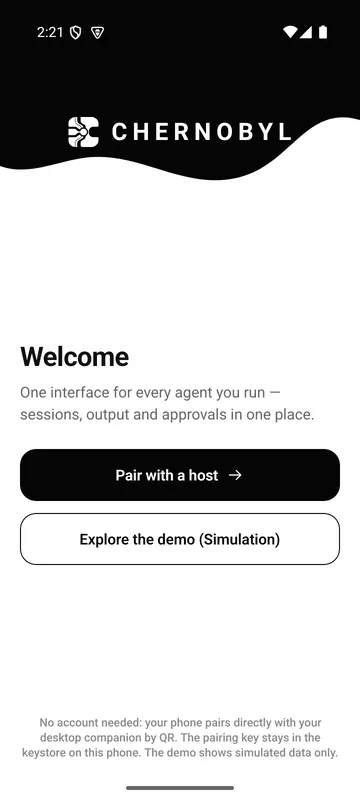 2:21
CHERNOBYL
Welcome
One interface for every agent you run —
sessions, output and approvals in one place.
Pair with a host →
Explore the demo (Simulation)
No account needed: your phone pairs directly with your
desktop companion by QR. The pairing key stays in the
keystore on this phone. The demo shows simulated data only.